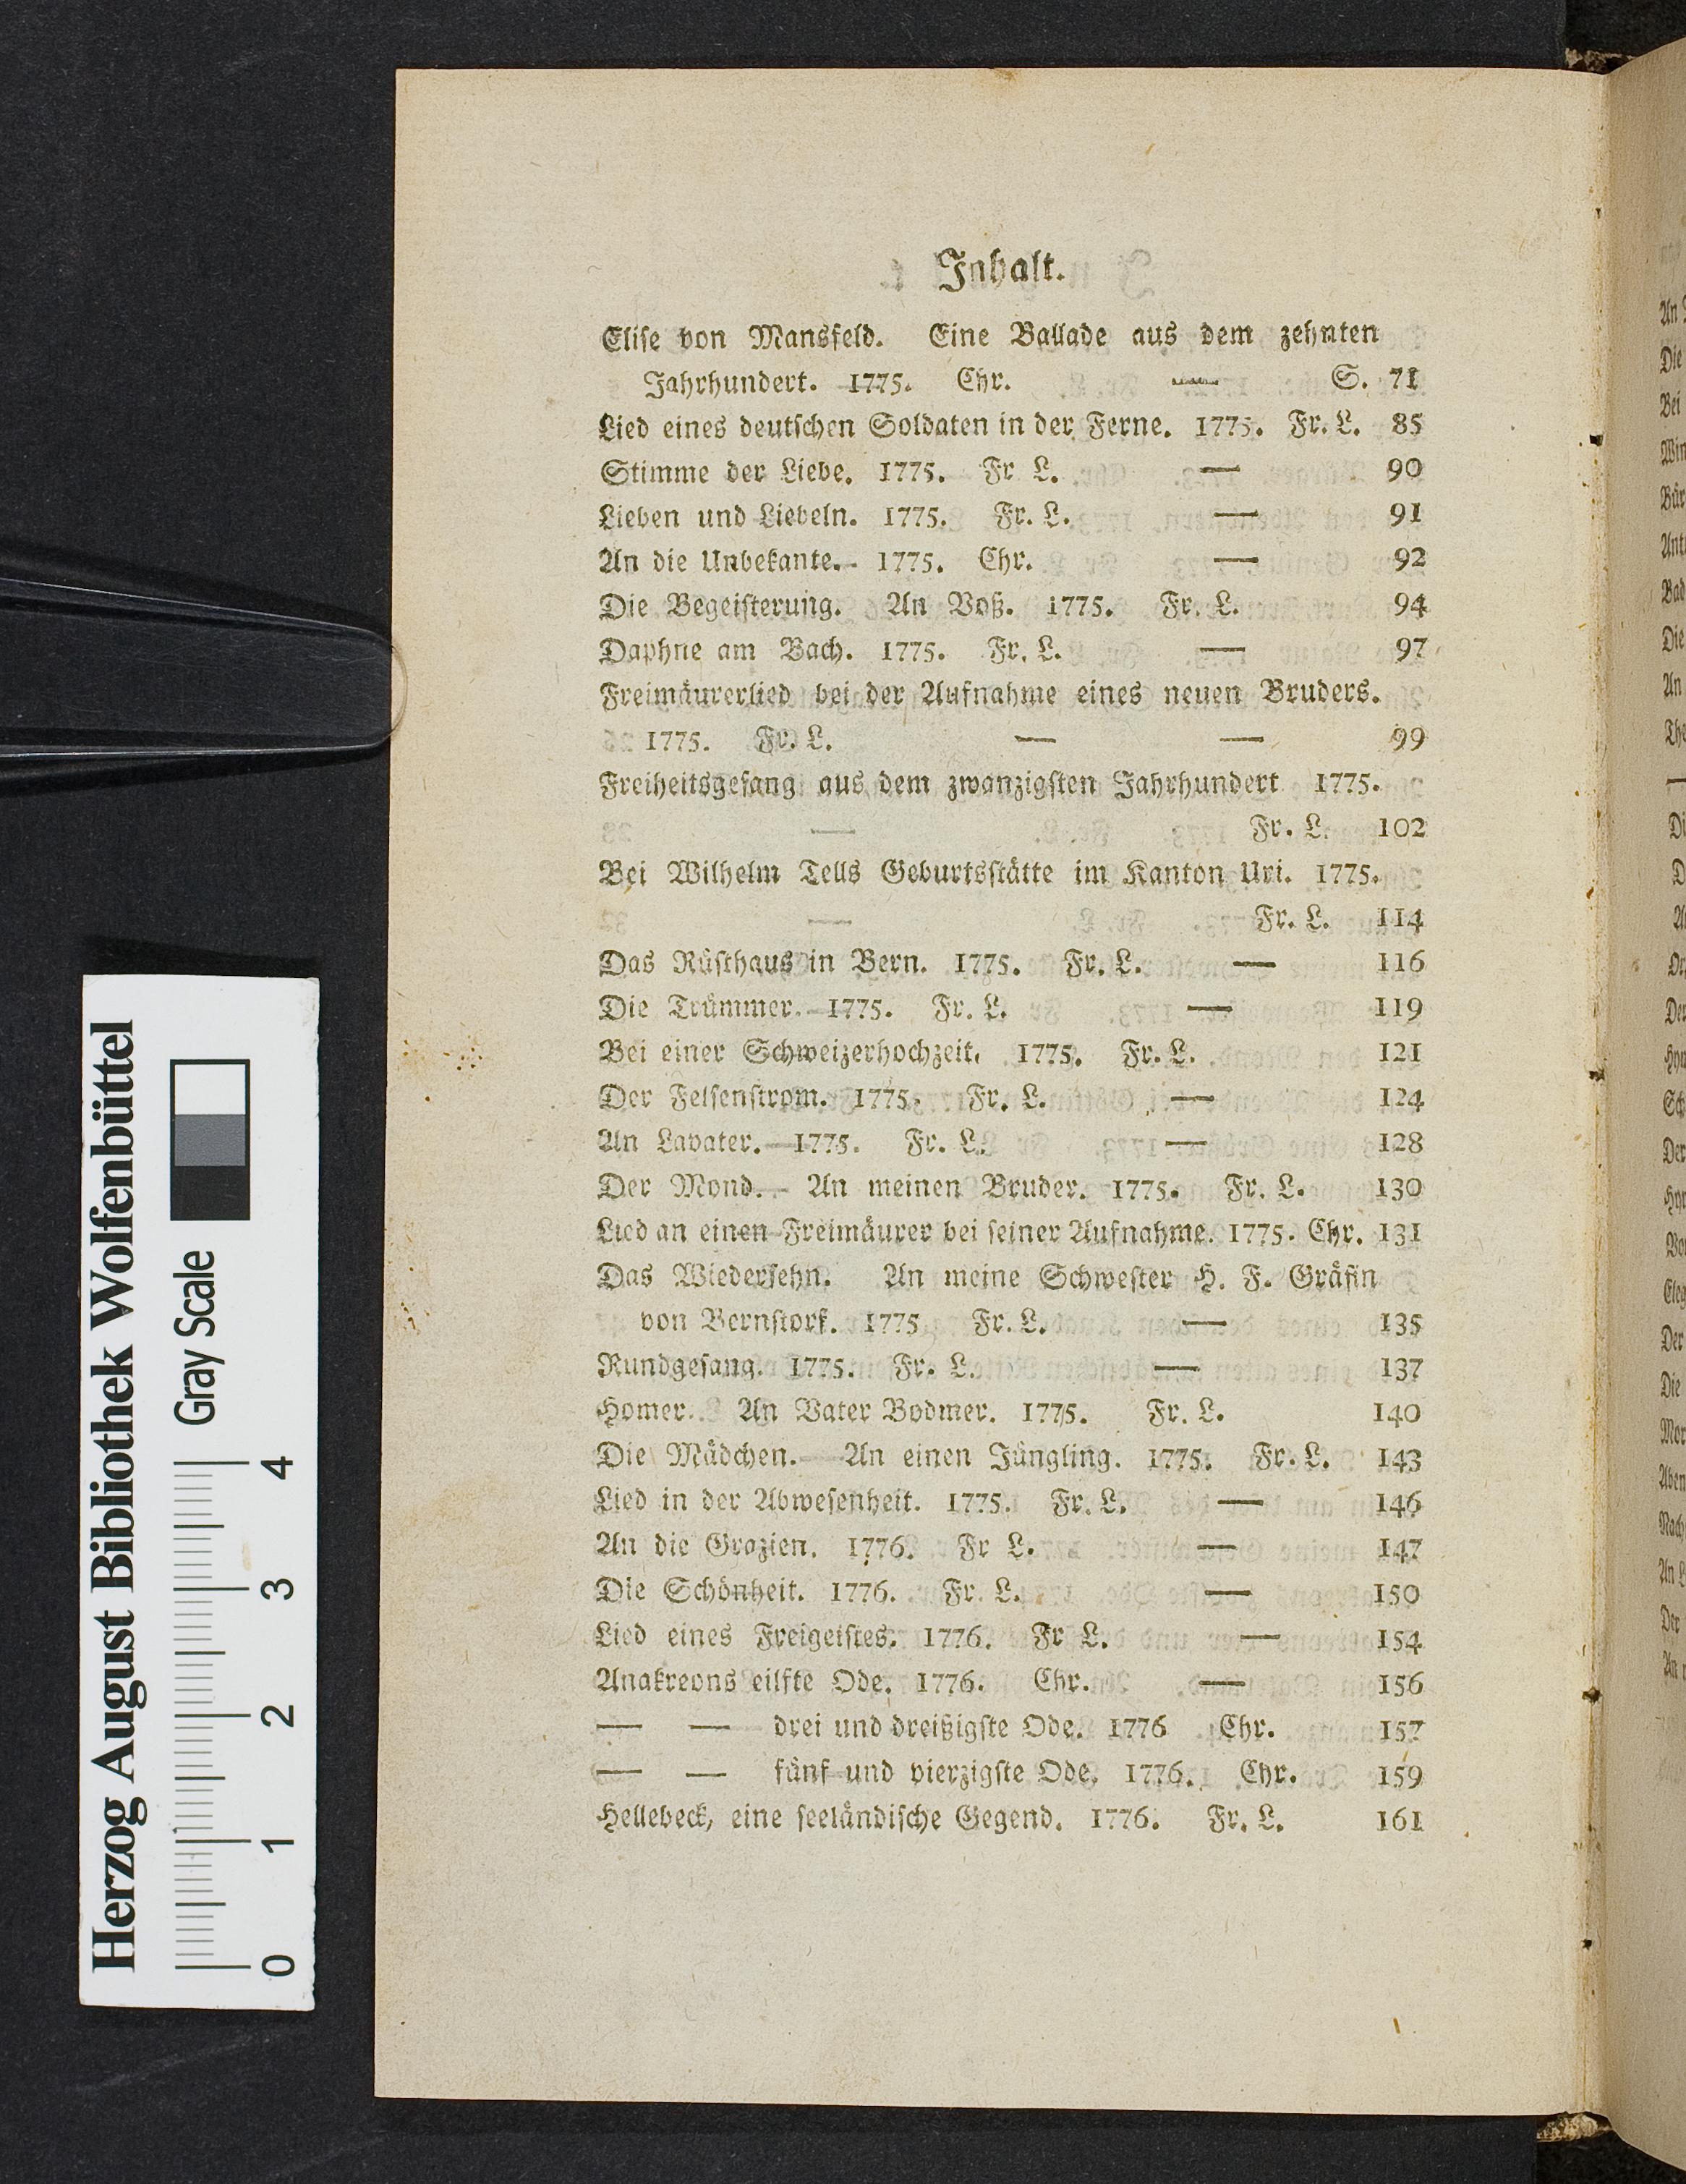 Inhalt.
Eliſe von Mansfeld. Eine Ballade aus dem zehnten
Jahrhundert. 1775. Chr. — S. 71
Lied eines deutſchen Soldaten in der Ferne. 1775. Fr. L. 85
Stimme der Liebe. 1775. Fr L. — 90
Lieben und Liebeln. 1775. Fr. L. — 91
An die Unbekante. 1775. Chr. — 92
Die Begeiſterung. An Voß. 1775. Fr. L. 94
Daphne am Bach. 1775. Fr. L. — 97
Freimäurerlied bei der Aufnahme eines neuen Bruders.
1775. Fr. L. — — 99
Freiheitsgeſang aus dem zwanzigſten Jahrhundert 1775.
Fr. L. 102
Bei Wilhelm Tells Geburtsſtätte im Kanton Uri. 1775.
Fr. L. 114
Das Rüſthaus in Bern. 1775. Fr. L. — 116
Die Trümmer. 1775. Fr. L. — 119
Bei einer Schweizerhochzeit. 1775. Fr. L. 121
Der Felſenſtrom. 1775. Fr. L. — 124
An Lavater. 1775. Fr. L. — 128
Der Mond. An meinen Bruder. 1775. Fr. L. 130
Lied an einen Freimäurer bei ſeiner Aufnahme. 1775. Chr. 131
Das Wiederſehn. An meine Schweſter H. F. Gräfin
von Bernſtorf. 1775 Fr. L. — 135
Rundgeſang. 1775. Fr. L. — 137
Homer. An Vater Bodmer. 1775. Fr. L. 140
Die Mädchen. An einen Jüngling. 1775. Fr. L. 143
Lied in der Abweſenheit. 1775. Fr. L. — 146
An die Grazien. 1776. Fr L. — 147
Die Schönheit. 1776. Fr. L. — 150
Lied eines Freigeiſtes. 1776. Fr L. — 154
Anakreons eilfte Ode. 1776. Chr. — 156
— — drei und dreißigſte Ode. 1776 Chr. 157
— — fünf und vierzigſte Ode. 1776. Chr. 159
Hellebeck, eine ſeeländiſche Gegend. 1776. Fr. L. 161
Herzog August Bibliothek Wolfenbüttel
Gray Scale
0 1 2 3 4